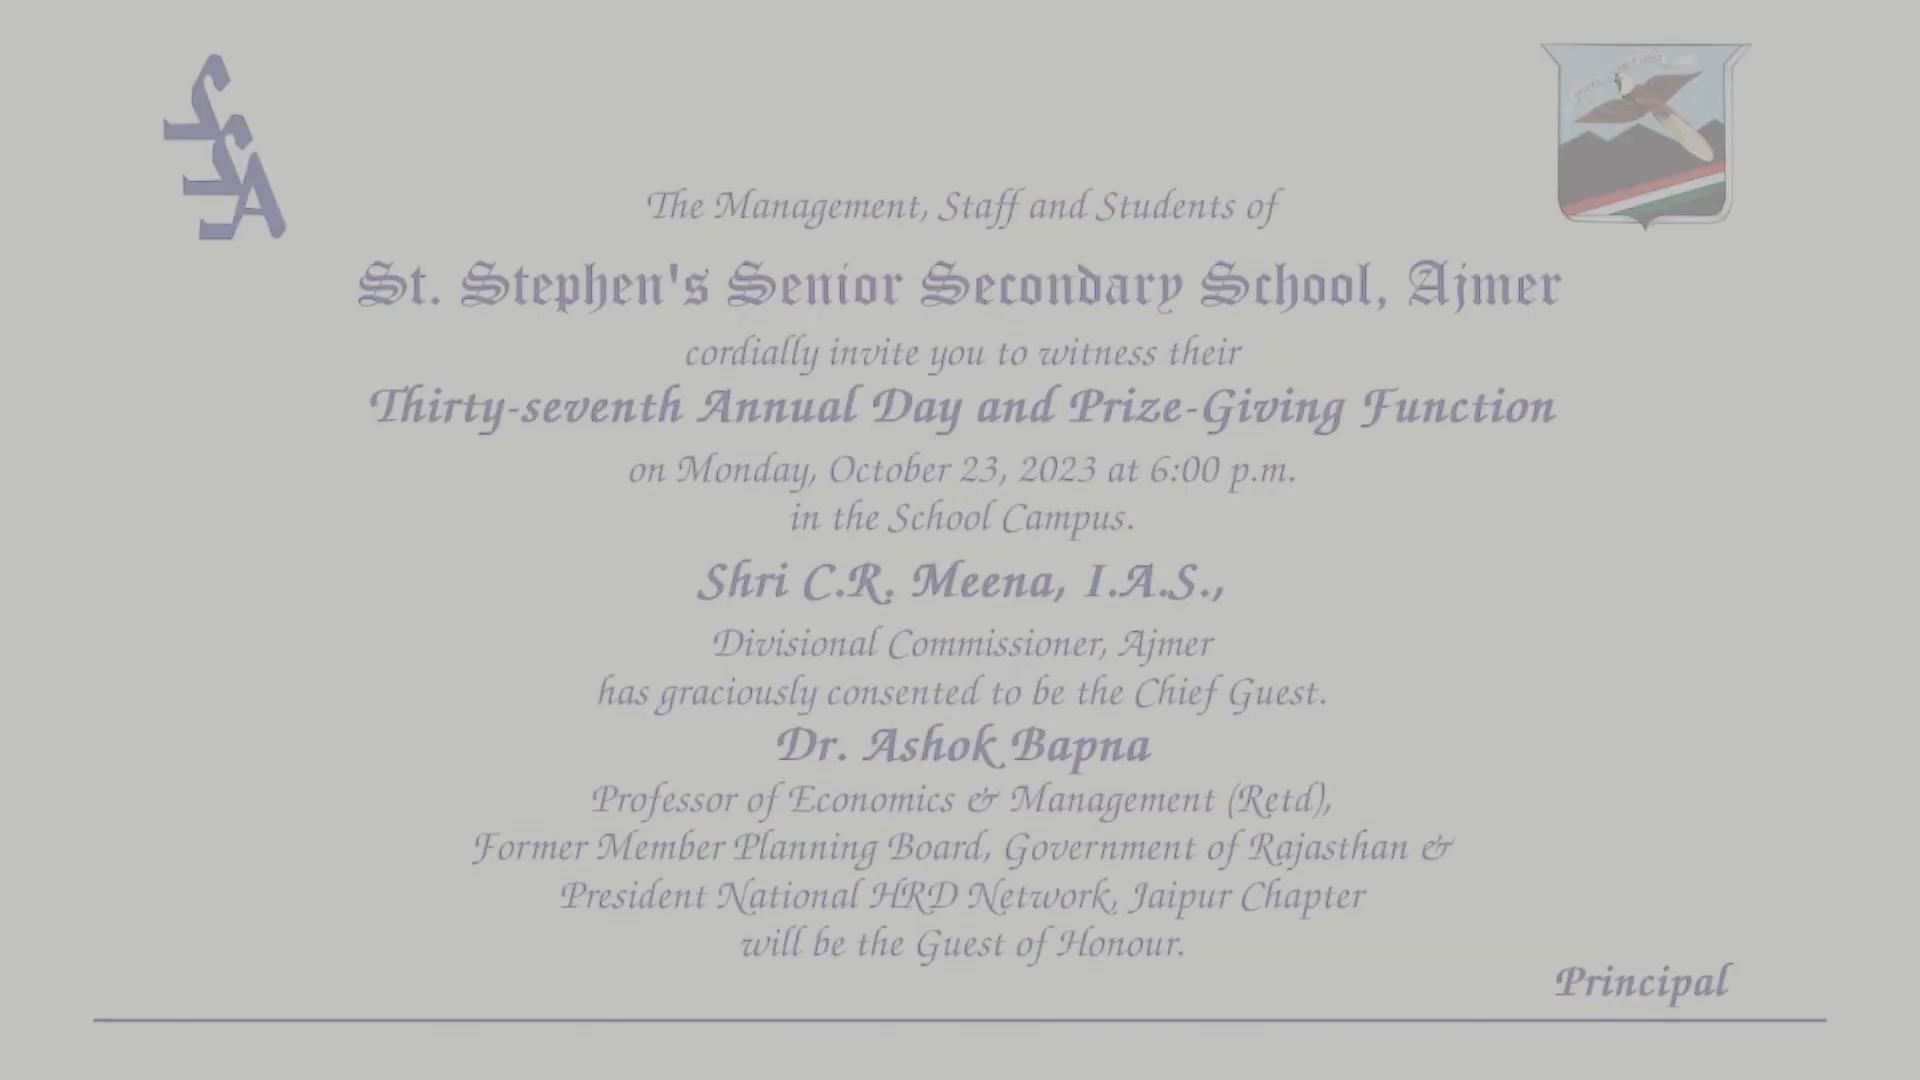 SSA
The Management, Staff and Students of
St. Stephen's Senior Secondary School, Ajmer
cordially invite you to witness their
Thirty-seventh Annual Day and Prize-Giving Function
on Monday, October 23, 2023 at 6:00 p.m.
in the School Campus.
Shri C.R. Meena, I.A.S.,
Divisional Commissioner, Ajmer
has graciously consented to be the Chief Guest.
Dr. Ashok Bapna
Professor of Economics & Management (Retd),
Former Member Planning Board, Government of Rajasthan &
President National HRD Network, Jaipur Chapter
will be the Guest of Honour.
Principal